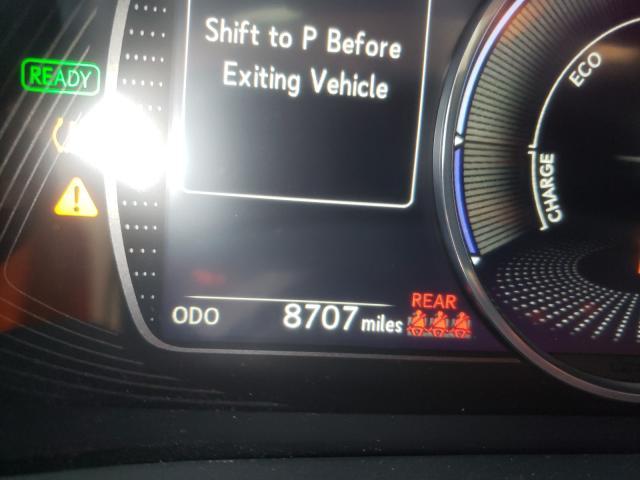 Shift to P Before
Exiting Vehicle
READY
ECO
CHARGE
REAR
ODO 8707 miles